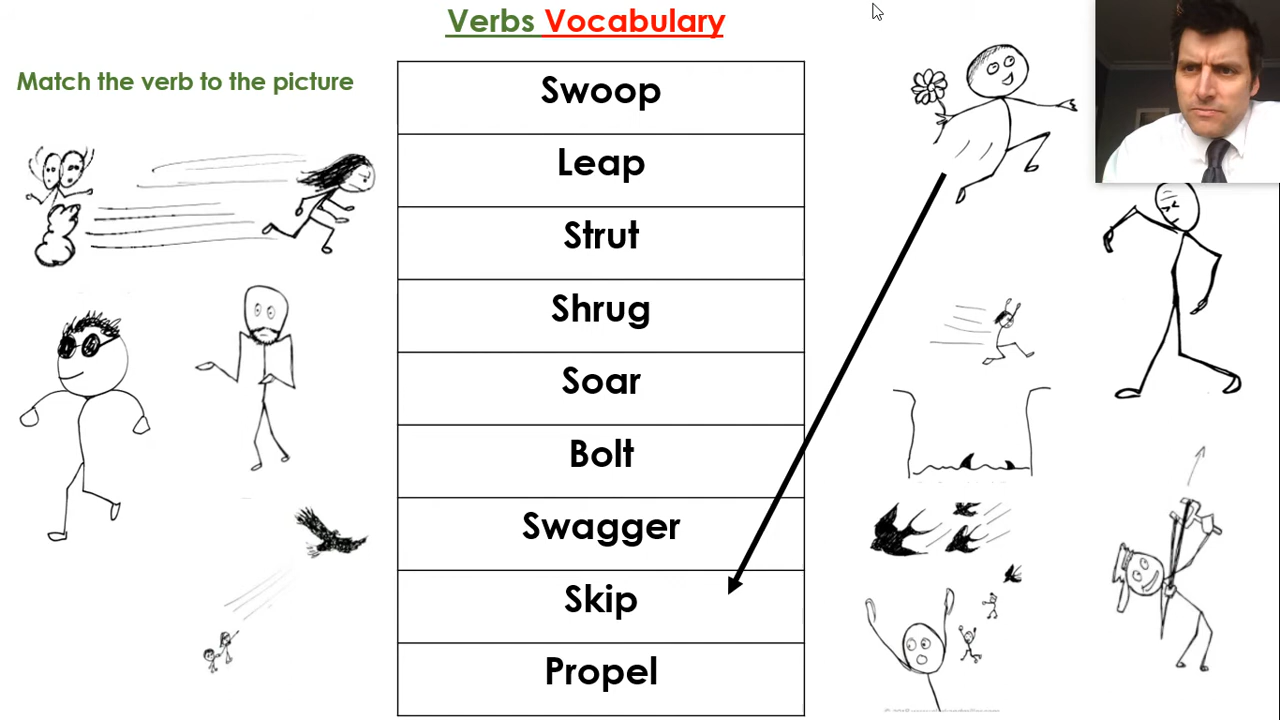 Verbs Vocabulary
Match the verb to the picture
Swoop
Leap
Strut
Shrug
Soar
Bolt
Swagger
Skip
Propel